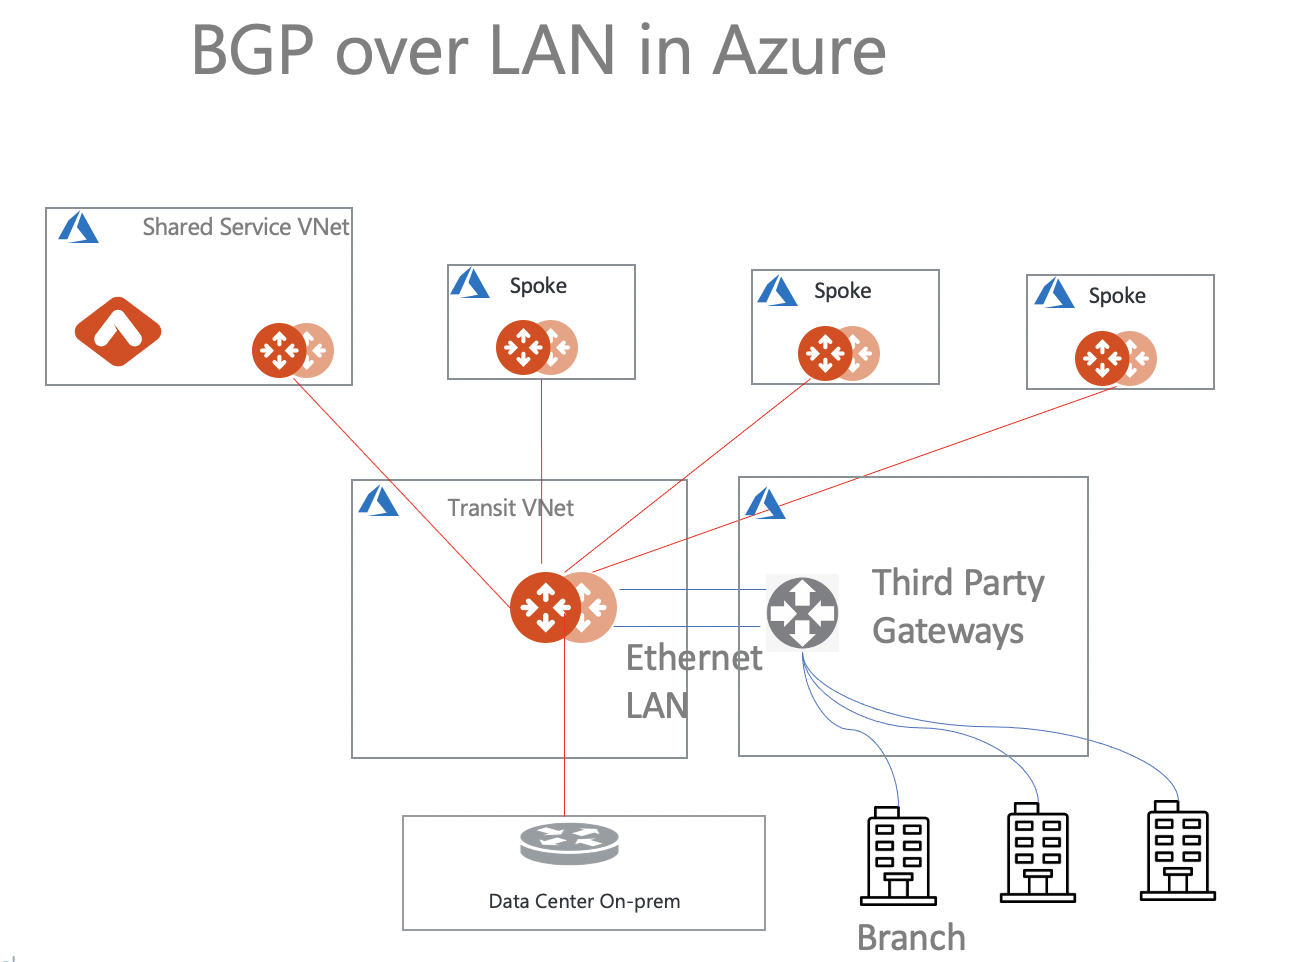 BGP over LAN in Azure
Shared Service VNet
Spoke
Spoke
Spoke
Transit VNet
Third Party
Gateways
Ethernet
LAN
Data Center On-prem
Branch